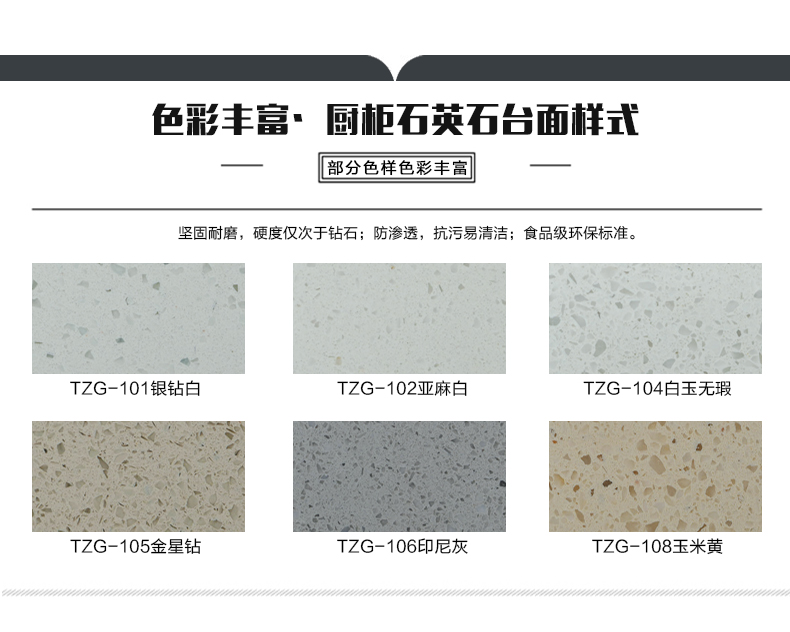 色彩丰富· 厨柜石英石台面样式
部分色样色彩丰富
坚固耐磨，硬度仅次于钻石；防渗透，抗污易清洁；食品级环保标准。
TZG-101银钻白
TZG-102亚麻白
TZG-104白玉无瑕
TZG-105金星钻
TZG-106印尼灰
TZG-108玉米黄